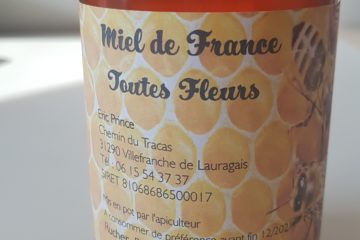 Miel de France
Toutes Fleurs
Eric Prince
Chemin du Tracas
31290 Villefranche de Lauragais
Tél : 06 15 54 37 37
SIRET 81068686500017
Mis en pot par l'apiculteur
A consommer de préférence avant fin 12/202
Ruches